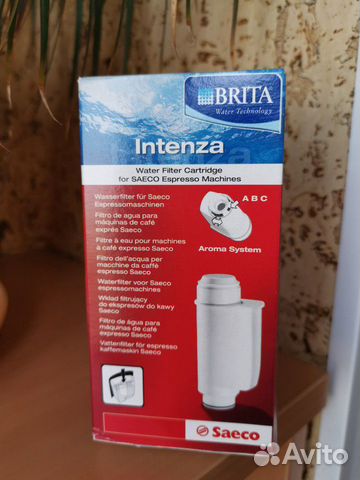 BRITA
Water Technology
Intenza
Water Filter Cartridge
for SAECO Espresso Machines
Wasserfilter für Saeco
Espressomaschinen
Filtro de agua para
máquinas de café
exprés Saeco
Filtre à eau pour machines
à café expresso Saeco
Filtro dell'acqua per
macchine da caffè
espresso Saeco
Waterfilter voor Saeco
espressomachines
Wkład filtrujący
do ekspresów do kawy
Saeco
Filtro de água para
máquinas de café
expresso Saeco
Vattenfilter för espresso
kaffemaskin Saeco
A B C
Aroma System
Saeco
Avito